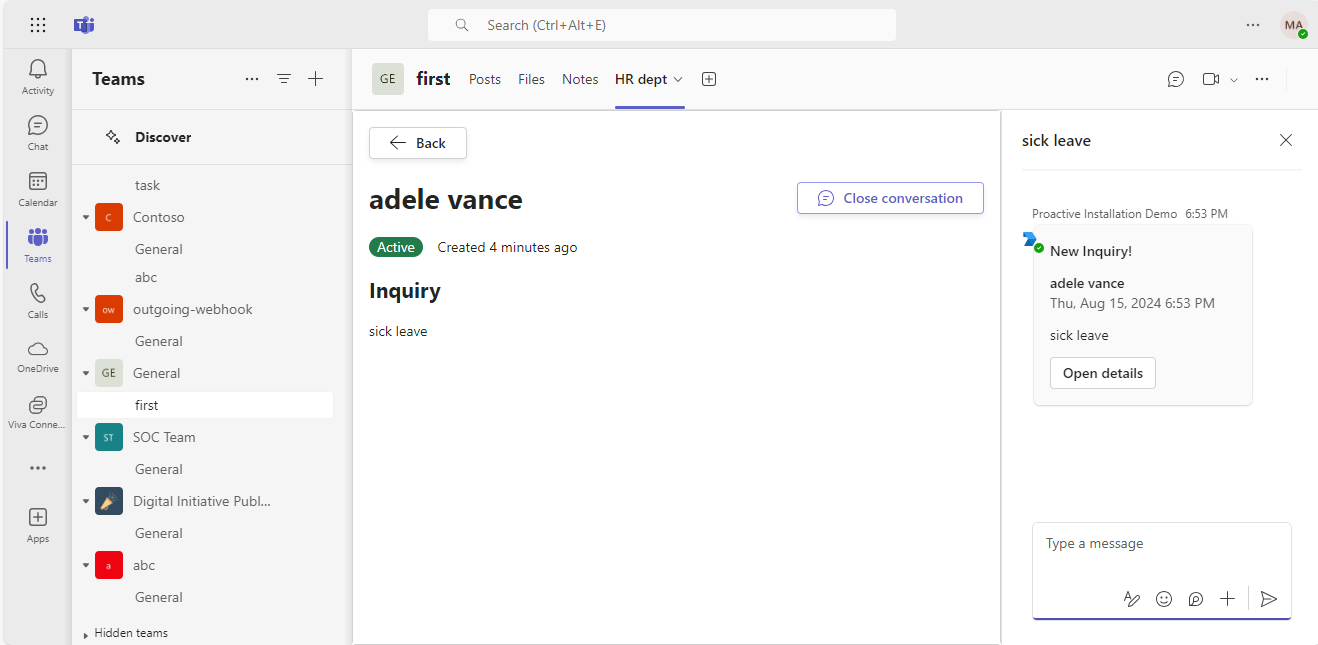 Search (Ctrl+Alt+E)
MA
Activity
Chat
Calendar
Teams
Calls
OneDrive
Viva Conne...
Apps
Teams
Discover
task
C Contoso
General
abc
ow outgoing-webhook
General
GE General
first
ST SOC Team
General
Digital Initiative Publ...
General
a abc
General
Hidden teams
GE first Posts Files Notes HR dept
Back
adele vance
Close conversation
Active Created 4 minutes ago
Inquiry
sick leave
sick leave
Proactive Installation Demo 6:53 PM
New Inquiry!
adele vance
Thu, Aug 15, 2024 6:53 PM
sick leave
Open details
Type a message